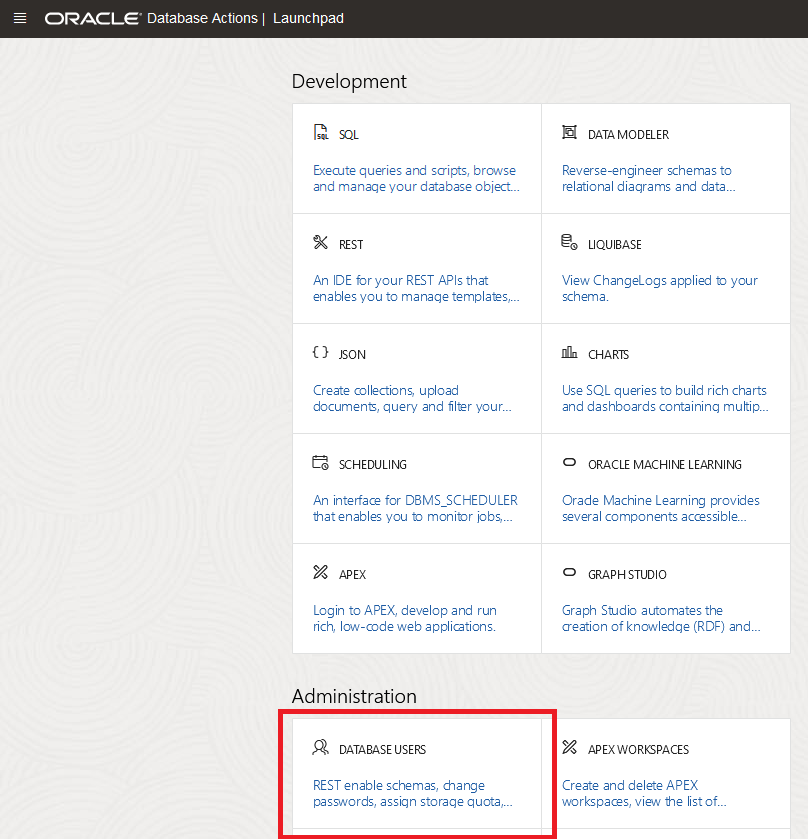 ORACLE Database Actions | Launchpad
Development
SQL
Execute queries and scripts, browse
and manage your database object...
DATA MODELER
Reverse-engineer schemas to
relational diagrams and data...
REST
An IDE for your REST APIs that
enables you to manage templates,...
LIQUIBASE
View ChangeLogs applied to your
schema.
JSON
Create collections, upload
documents, query and filter your...
CHARTS
Use SQL queries to build rich charts
and dashboards containing multip...
SCHEDULING
An interface for DBMS_SCHEDULER
that enables you to monitor jobs,...
ORACLE MACHINE LEARNING
Oracle Machine Learning provides
several components accessible...
APEX
Login to APEX, develop and run
rich, low-code web applications.
GRAPH STUDIO
Graph Studio automates the
creation of knowledge (RDF) and...
Administration
DATABASE USERS
REST enable schemas, change
passwords, assign storage quota,...
APEX WORKSPACES
Create and delete APEX
workspaces, view the list of...